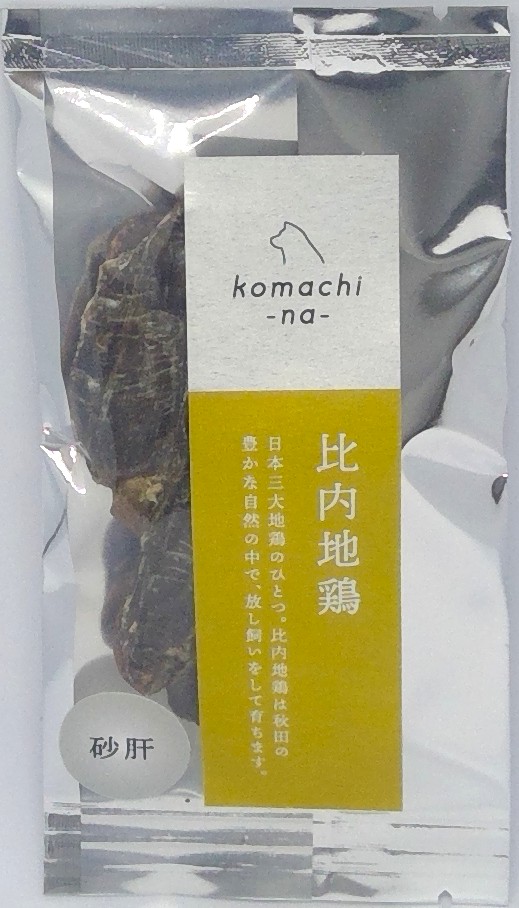 komachi
-na-
比内地鶏
日本三大地鶏のひとつ。比内地鶏は秋田の
豊かな自然の中で、放し飼いをして育ちます。
砂肝